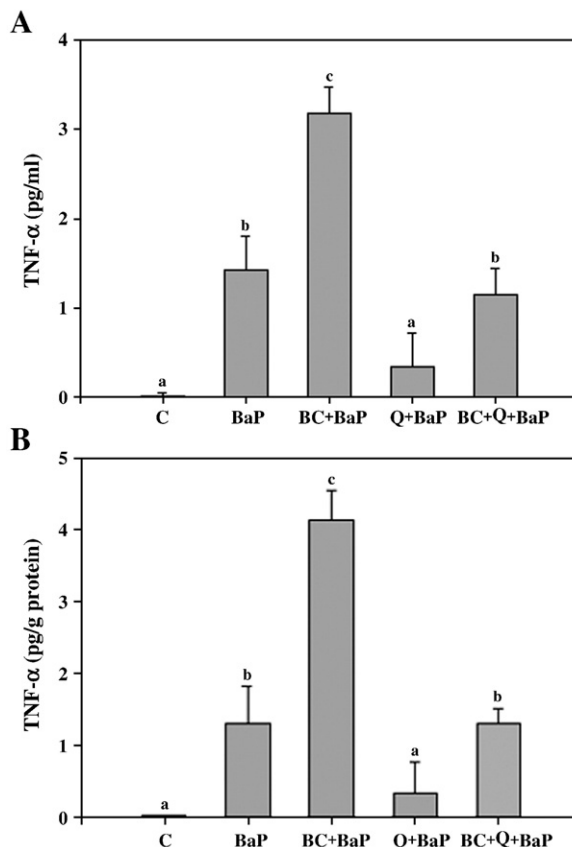 A
4
3
2
1
0
TNF-α (pg/ml)
a
b
c
a
b
C BaP BC+BaP Q+BaP BC+Q+BaP
B
5
4
3
2
1
0
TNF-α (pg/g protein)
a
b
c
a
b
C BaP BC+BaP O+BaP BC+Q+BaP